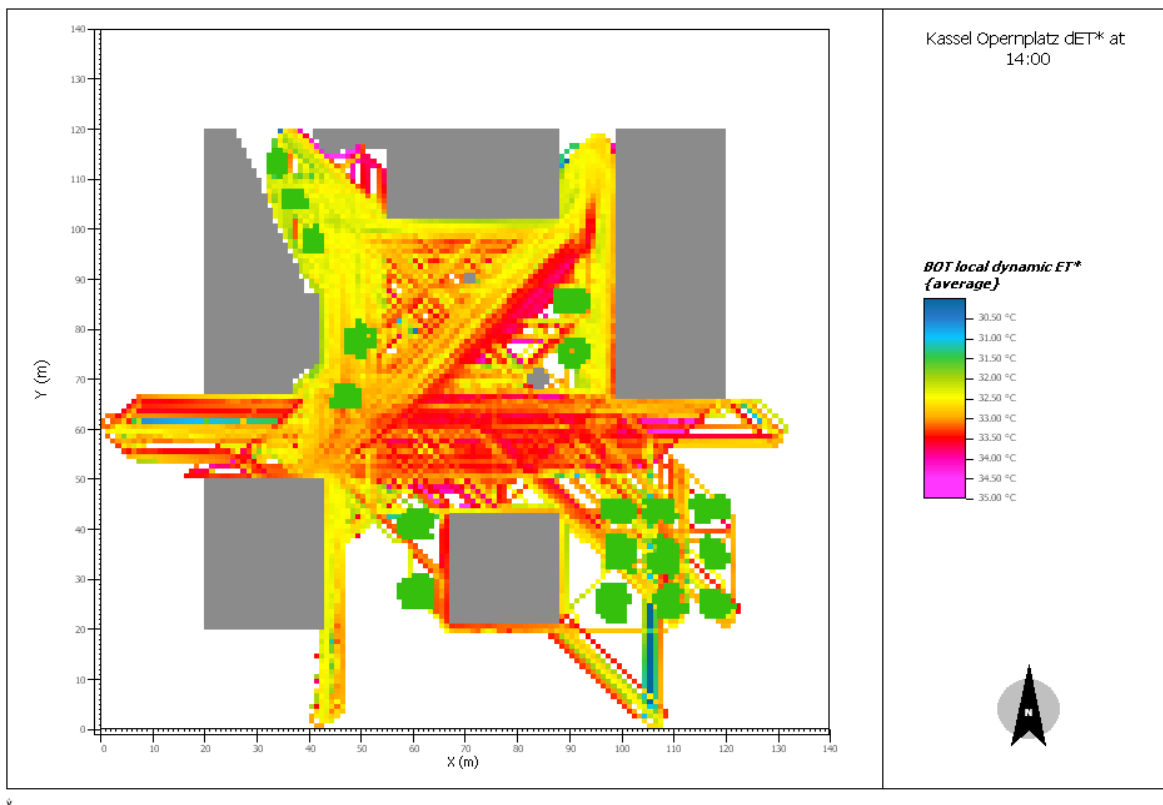 Kassel Opernplatz dET* at
14:00
BOT local dynamic ET*
{average}
30.50 °C
31.00 °C
31.50 °C
32.00 °C
32.50 °C
33.00 °C
33.50 °C
34.00 °C
34.50 °C
35.00 °C
140
130
120
110
100
90
80
70
60
50
40
30
20
10
0
Y (m)
0 10 20 30 40 50 60 70 80 90 100 110 120 130 140
X (m)
N